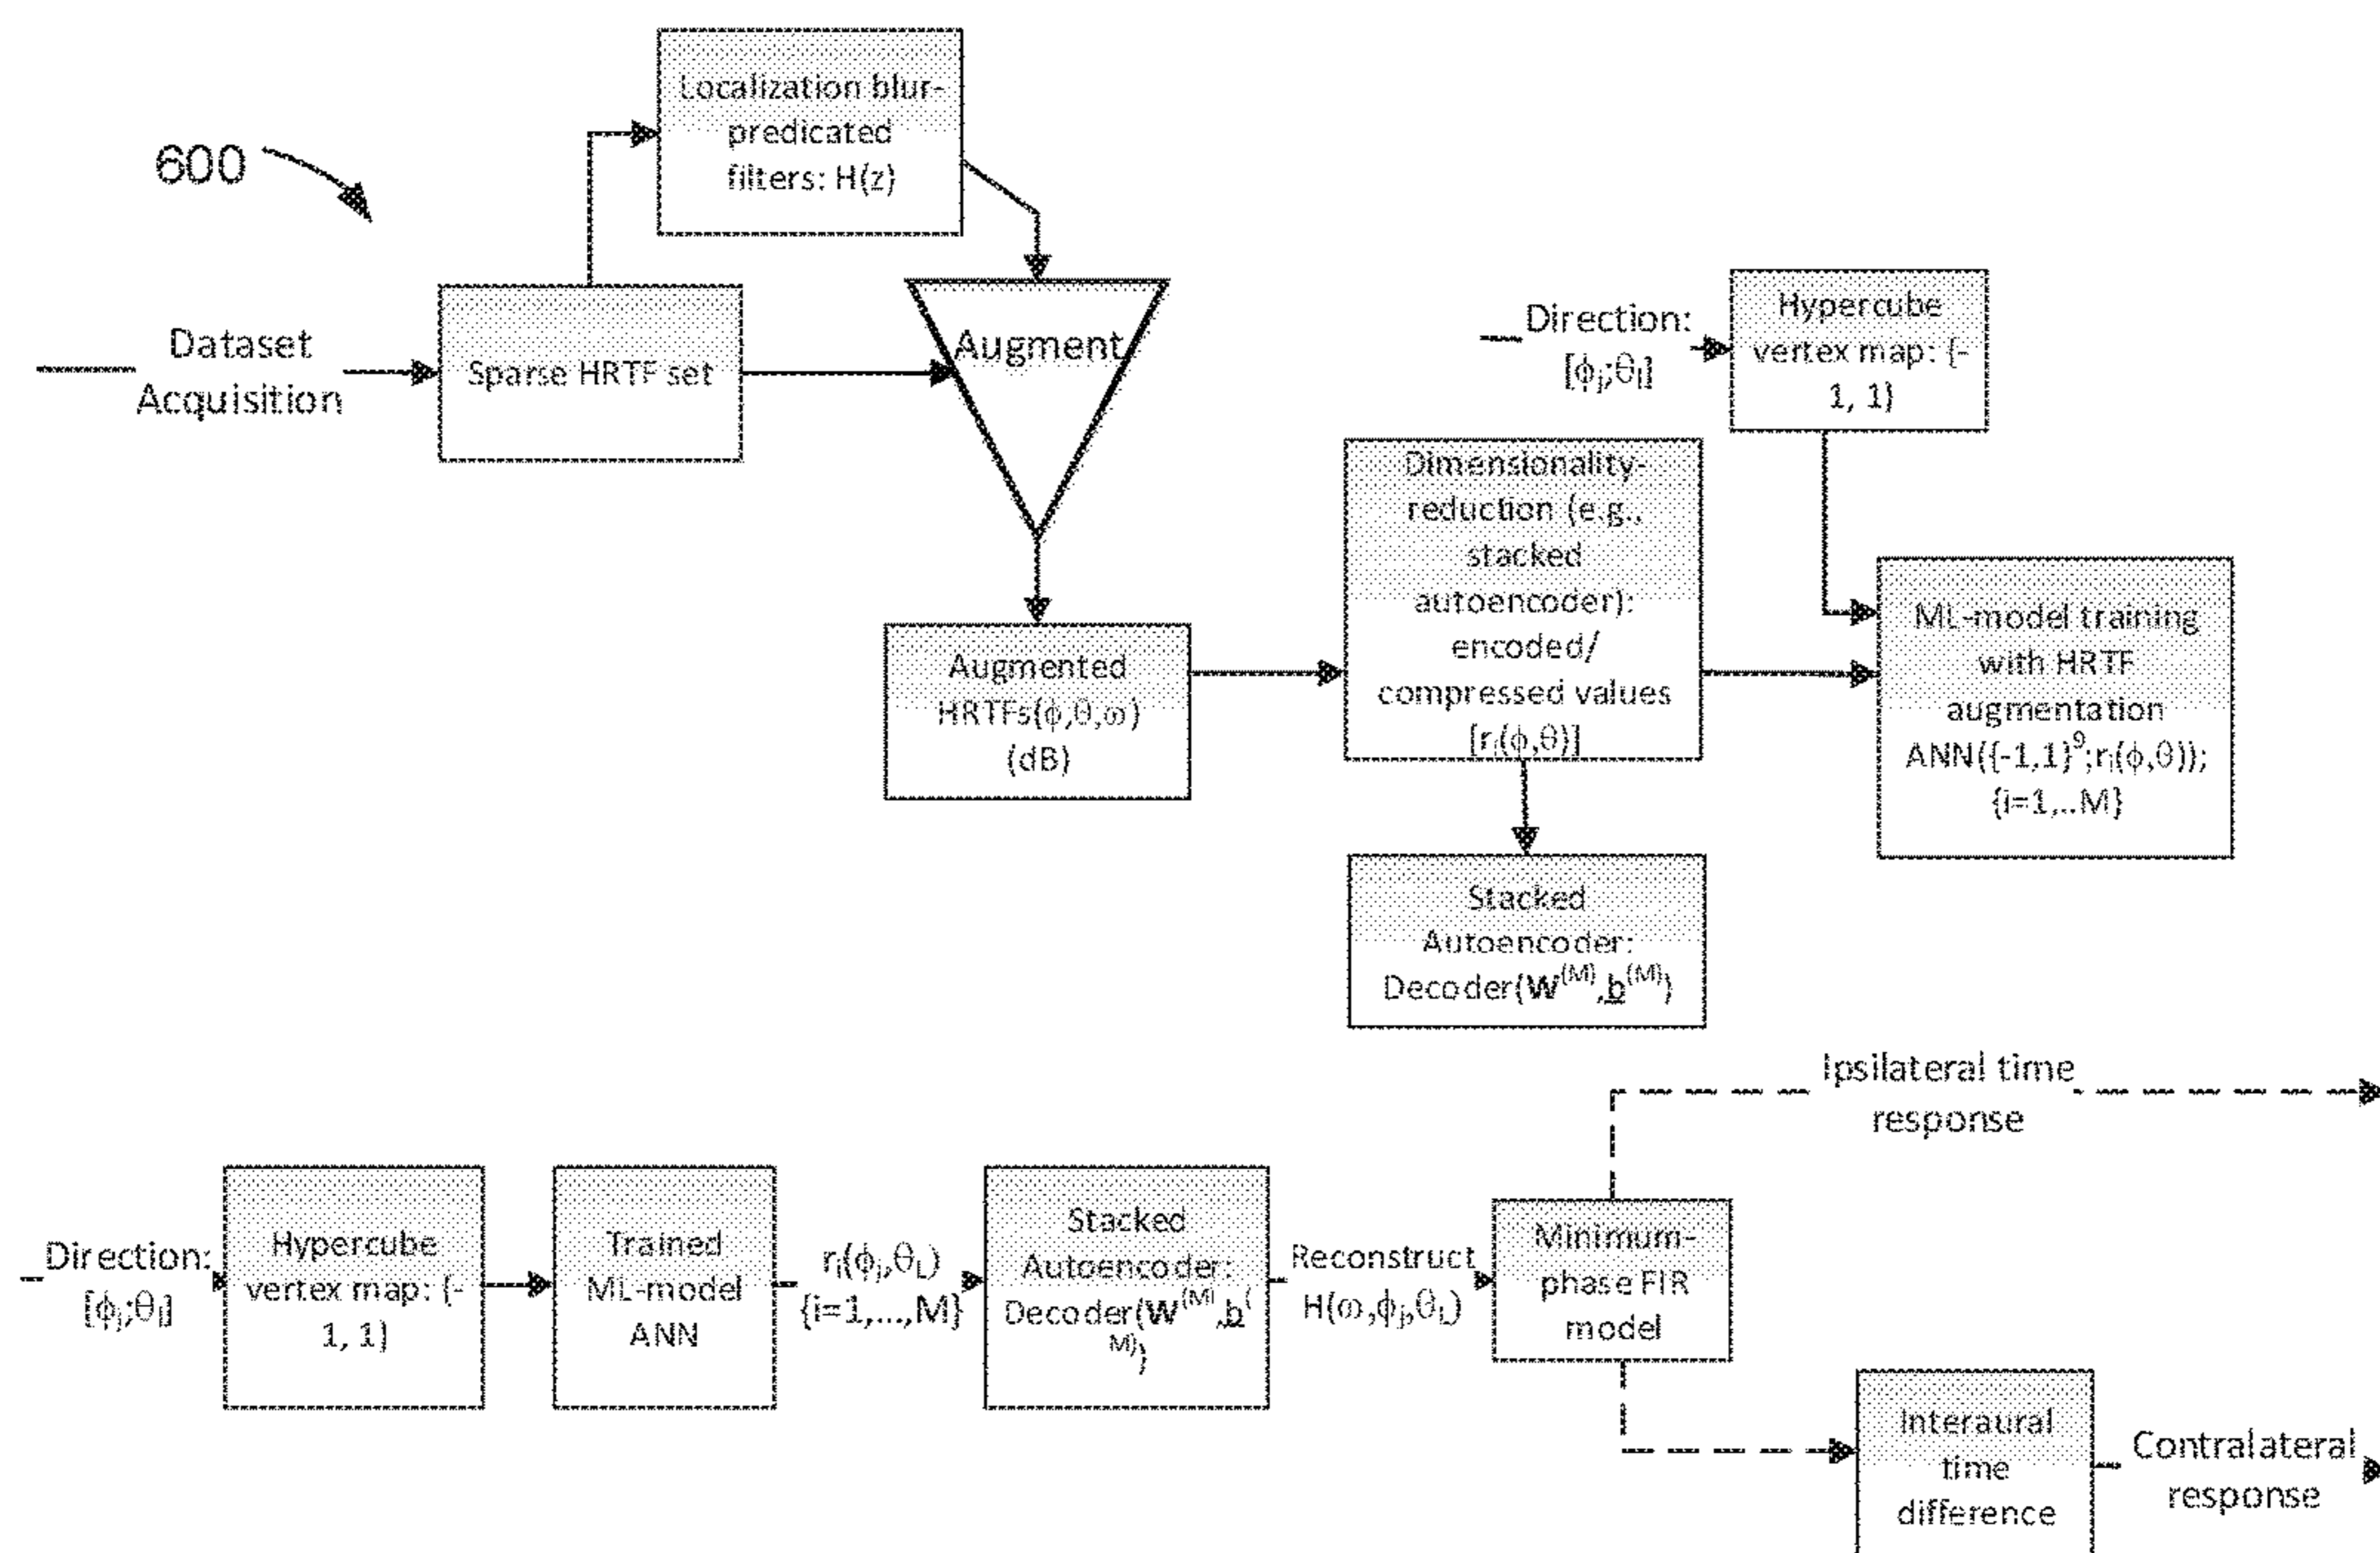 Localization blur-
predicated
filters: H(z)
600
Dataset
Acquisition
Sparse HRTF set
Augment
Direction:
[ϕj;θl]
Hypercube
vertex map: {-
1, 1}
Dimensionality-
reduction (e.g.,
stacked
autoencoder):
encoded/
compressed values
[ri(ϕ,θ)]
ML-model training
with HRTF
augmentation
ANN({-1,1}⁹;ri(ϕ,θ));
{i=1,..M}
Augmented
HRTFs(ϕ,θ,ω)
(dB)
Stacked
Autoencoder:
Decoder(W^(M),b^(M))
Ipsilateral time
response
Direction:
[ϕj;θl]
Hypercube
vertex map: {-
1, 1}
Trained
ML-model
ANN
ri(ϕj,θL)
{i=1,...,M}
Stacked
Autoencoder:
Decoder(W^(M),b^(
M))
Reconstruct
H(ω,ϕj,θL)
Minimum-
phase FIR
model
Interaural
time
difference
Contralateral
response